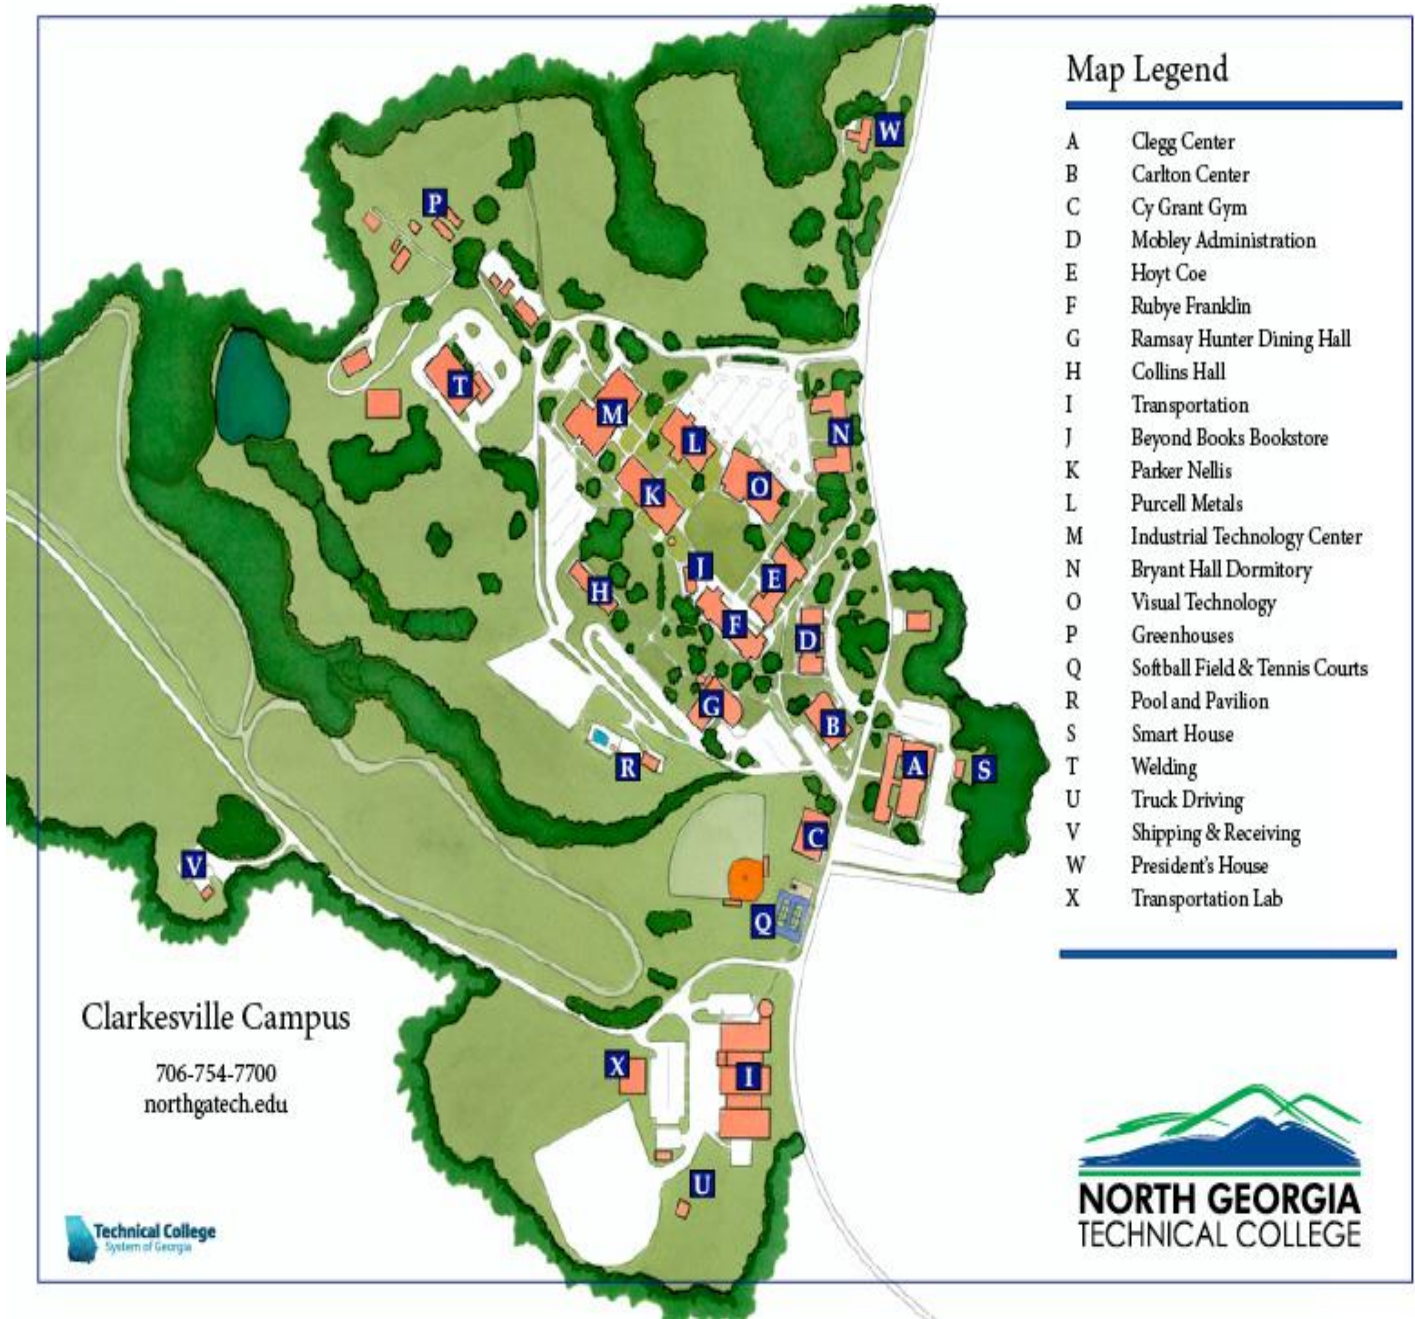 Map Legend
A Clegg Center
B Carlton Center
C Cy Grant Gym
D Mobley Administration
E Hoyt Coe
F Rubye Franklin
G Ramsay Hunter Dining Hall
H Collins Hall
I Transportation
J Beyond Books Bookstore
K Parker Nellis
L Purcell Metals
M Industrial Technology Center
N Bryant Hall Dormitory
O Visual Technology
P Greenhouses
Q Softball Field & Tennis Courts
R Pool and Pavilion
S Smart House
T Welding
U Truck Driving
V Shipping & Receiving
W President's House
X Transportation Lab
W
P
T
M
L
N
K
O
J
E
H
F
D
G
B
R
A
S
C
V
Q
X
I
U
Clarkesville Campus
706-754-7700
northgatech.edu
Technical College
System of Georgia
NORTH GEORGIA
TECHNICAL COLLEGE